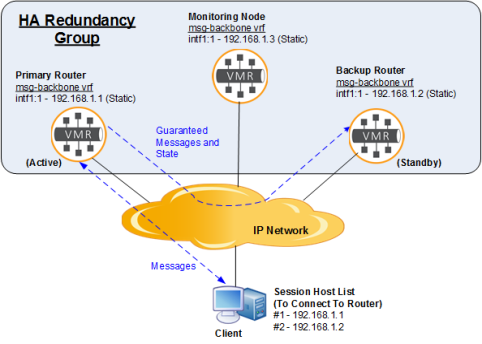 HA Redundancy
Group
Monitoring Node
msg-backbone vrf
intf1:1 - 192.168.1.3 (Static)
VMR
Primary Router
msg-backbone vrf
intf1:1 - 192.168.1.1 (Static)
VMR
(Active)
Backup Router
msg-backbone vrf
intf1:1 - 192.168.1.2 (Static)
VMR
(Standby)
Guaranteed
Messages and
State
IP Network
Messages
Session Host List
(To Connect To Router)
#1 - 192.168.1.1
#2 - 192.168.1.2
Client